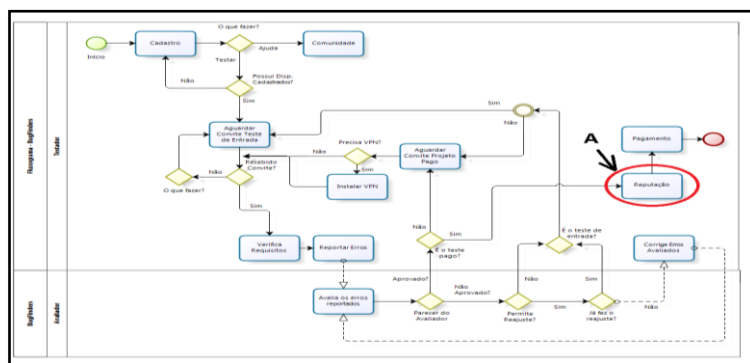 Fluxograma - BugFinders
Testador
O que fazer?
Cadastro
Ajuda
Comunidade
Início
Testar
Não
Possui Disp.
Cadastrados?
Sim
Aguardar
Convite Teste
de Entrada
Sim
Não
Precisa VPN?
Não
Sim
Aguardar
Convite Projeto
Pago
A
Pagamento
Reputação
Recebido
Convite?
Não
O que fazer?
Instalar VPN
Sim
Não
Sim
É o teste
pago?
É o teste de
entrada?
Verifica
Requisitos
Reportar Erros
Corrige Erros
Avaliados
BugFinders
Avaliador
Aprovado?
Avalia os erros
reportados
Parecer do
Avaliador
Não
Aprovado?
Não
Permite
Reajuste?
Sim
Sim
Já fez o
reajuste?
Não